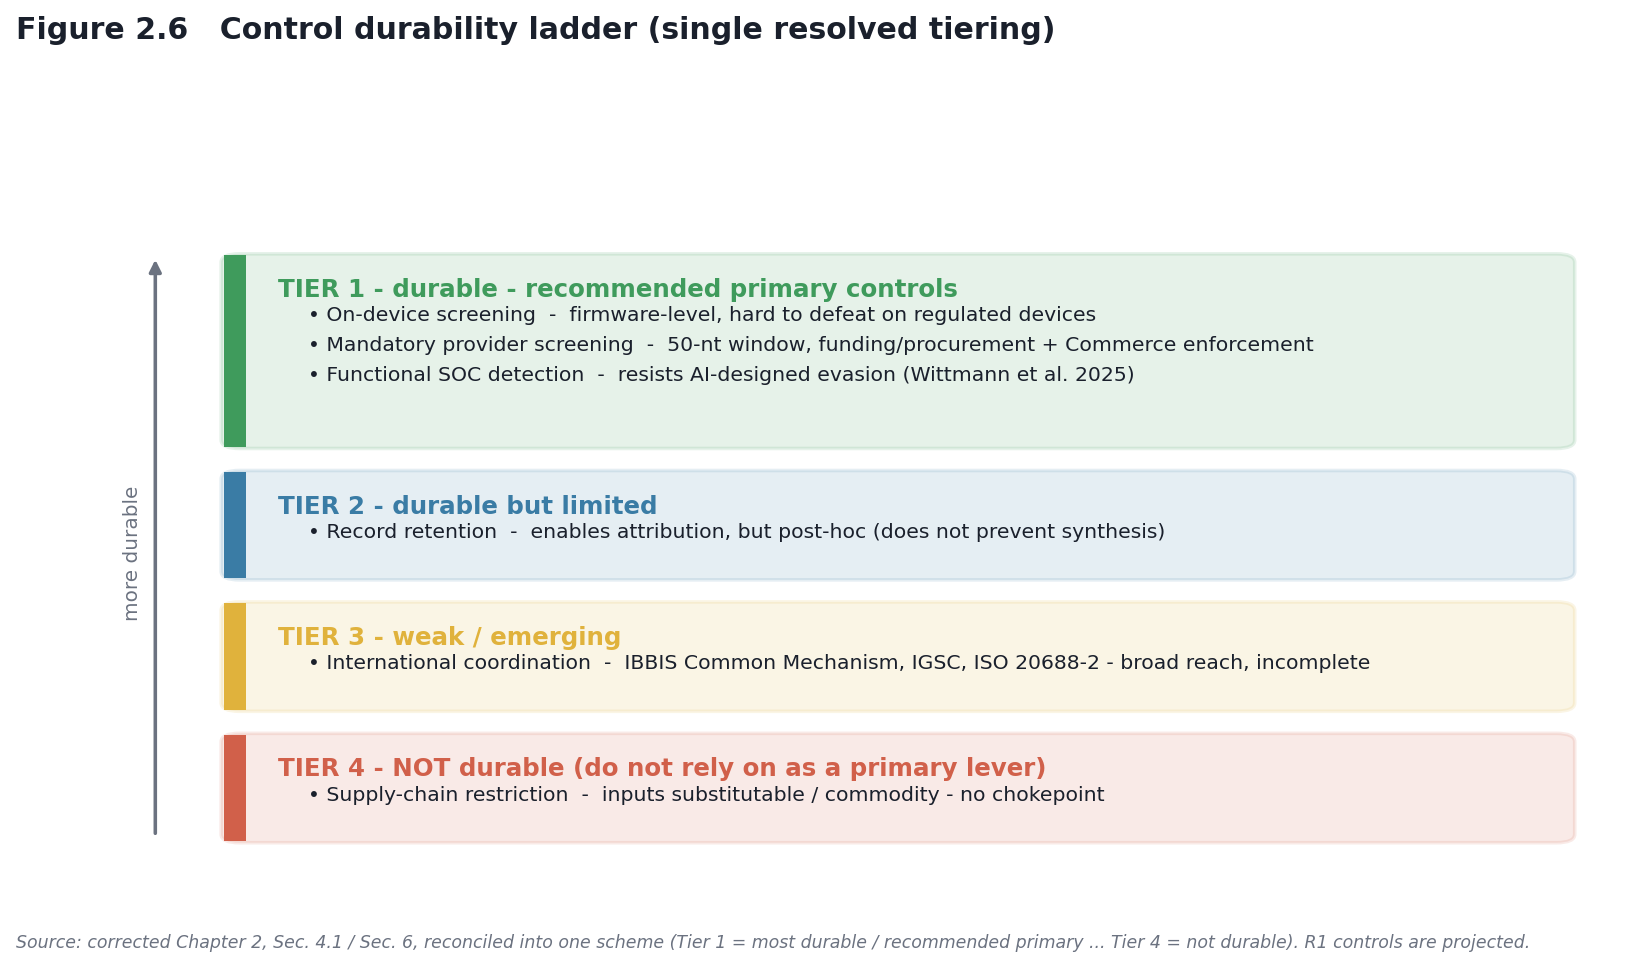 Figure 2.6   Control durability ladder (single resolved tiering)
TIER 1 - durable - recommended primary controls
• On-device screening  -  firmware-level, hard to defeat on regulated devices
• Mandatory provider screening  -  50-nt window, funding/procurement + Commerce enforcement
• Functional SOC detection  -  resists AI-designed evasion (Wittmann et al. 2025)
more durable
TIER 2 - durable but limited
• Record retention  -  enables attribution, but post-hoc (does not prevent synthesis)
TIER 3 - weak / emerging
• International coordination  -  IBBIS Common Mechanism, IGSC, ISO 20688-2 - broad reach, incomplete
TIER 4 - NOT durable (do not rely on as a primary lever)
• Supply-chain restriction  -  inputs substitutable / commodity - no chokepoint
Source: corrected Chapter 2, Sec. 4.1 / Sec. 6, reconciled into one scheme (Tier 1 = most durable / recommended primary ... Tier 4 = not durable). R1 controls are projected.